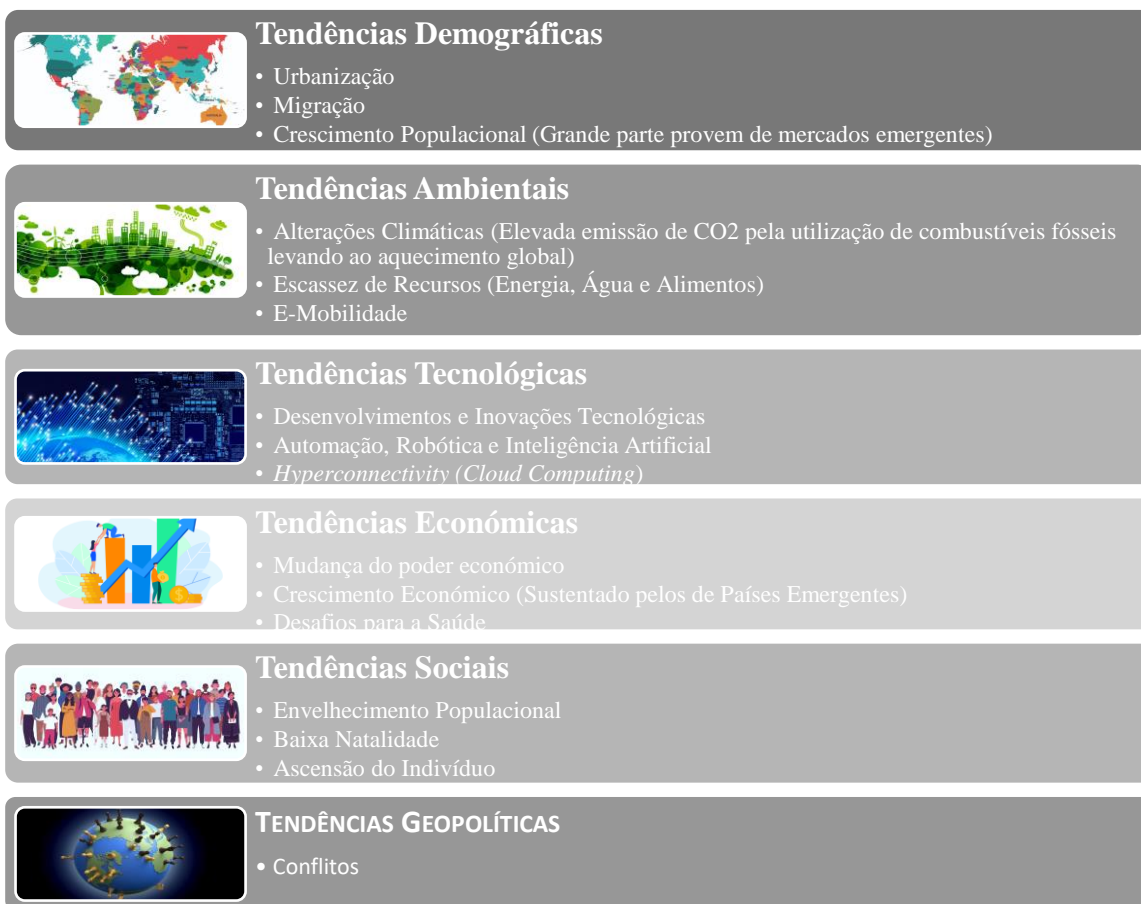 Tendências Demográficas
• Urbanização
• Migração
• Crescimento Populacional (Grande parte provem de mercados emergentes)
Tendências Ambientais
• Alterações Climáticas (Elevada emissão de CO2 pela utilização de combustíveis fósseis
levando ao aquecimento global)
• Escassez de Recursos (Energia, Água e Alimentos)
• E-Mobilidade
Tendências Tecnológicas
• Desenvolvimentos e Inovações Tecnológicas
• Automação, Robótica e Inteligência Artificial
• Hyperconnectivity (Cloud Computing)
Tendências Económicas
• Mudança do poder económico
• Crescimento Económico (Sustentado pelos de Países Emergentes)
• Desafios para a Saúde
Tendências Sociais
• Envelhecimento Populacional
• Baixa Natalidade
• Ascensão do Indivíduo
TENDÊNCIAS GEOPOLÍTICAS
• Conflitos